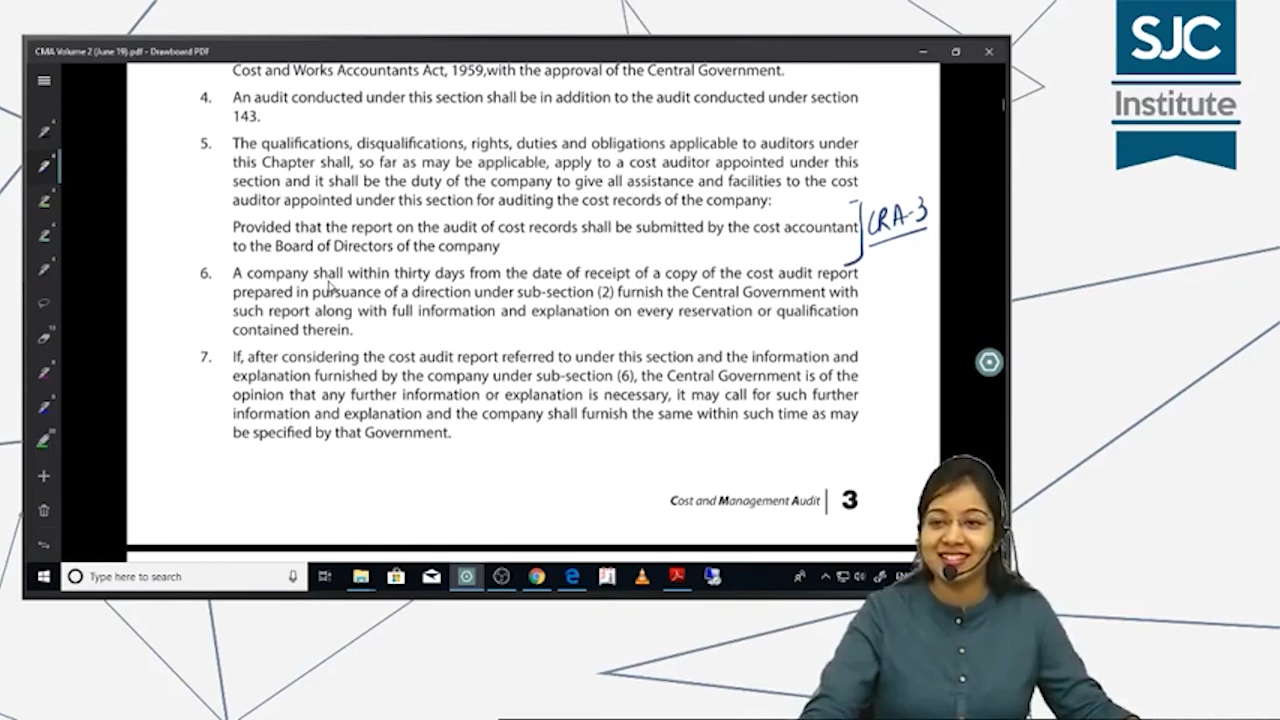 SJC
Institute
CMA Volume 2 (June 19).pdf - Drawboard PDF
Cost and Works Accountants Act, 1959,with the approval of the Central Government.
4. An audit conducted under this section shall be in addition to the audit conducted under section
143.
5. The qualifications, disqualifications, rights, duties and obligations applicable to auditors under
this Chapter shall, so far as may be applicable, apply to a cost auditor appointed under this
section and it shall be the duty of the company to give all assistance and facilities to the cost
auditor appointed under this section for auditing the cost records of the company:
Provided that the report on the audit of cost records shall be submitted by the cost accountant
to the Board of Directors of the company
CRA-3
6. A company shall within thirty days from the date of receipt of a copy of the cost audit report
prepared in pursuance of a direction under sub-section (2) furnish the Central Government with
such report along with full information and explanation on every reservation or qualification
contained therein.
7. If, after considering the cost audit report referred to under this section and the information and
explanation furnished by the company under sub-section (6), the Central Government is of the
opinion that any further information or explanation is necessary, it may call for such further
information and explanation and the company shall furnish the same within such time as may
be specified by that Government.
Cost and Management Audit 3
Type here to search